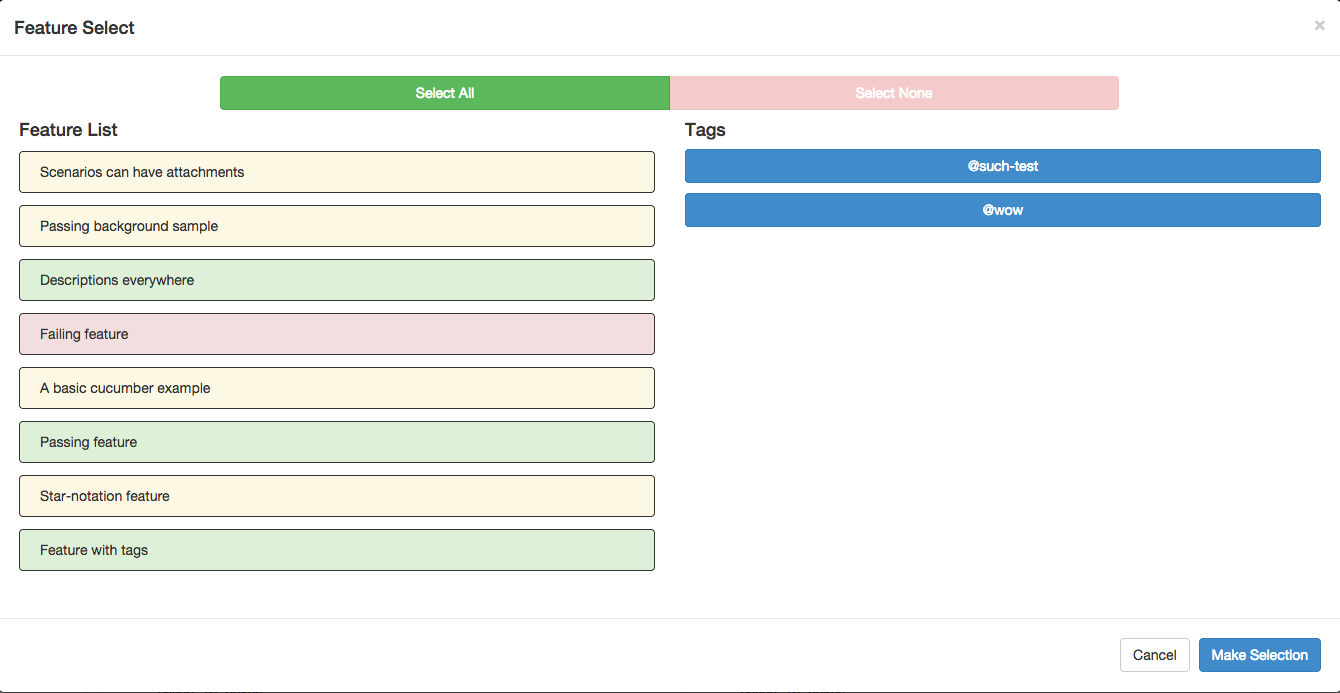 Feature Select
×
Select All
Select None
Feature List
Scenarios can have attachments
Passing background sample
Descriptions everywhere
Failing feature
A basic cucumber example
Passing feature
Star-notation feature
Feature with tags
Tags
@such-test
@wow
Cancel
Make Selection